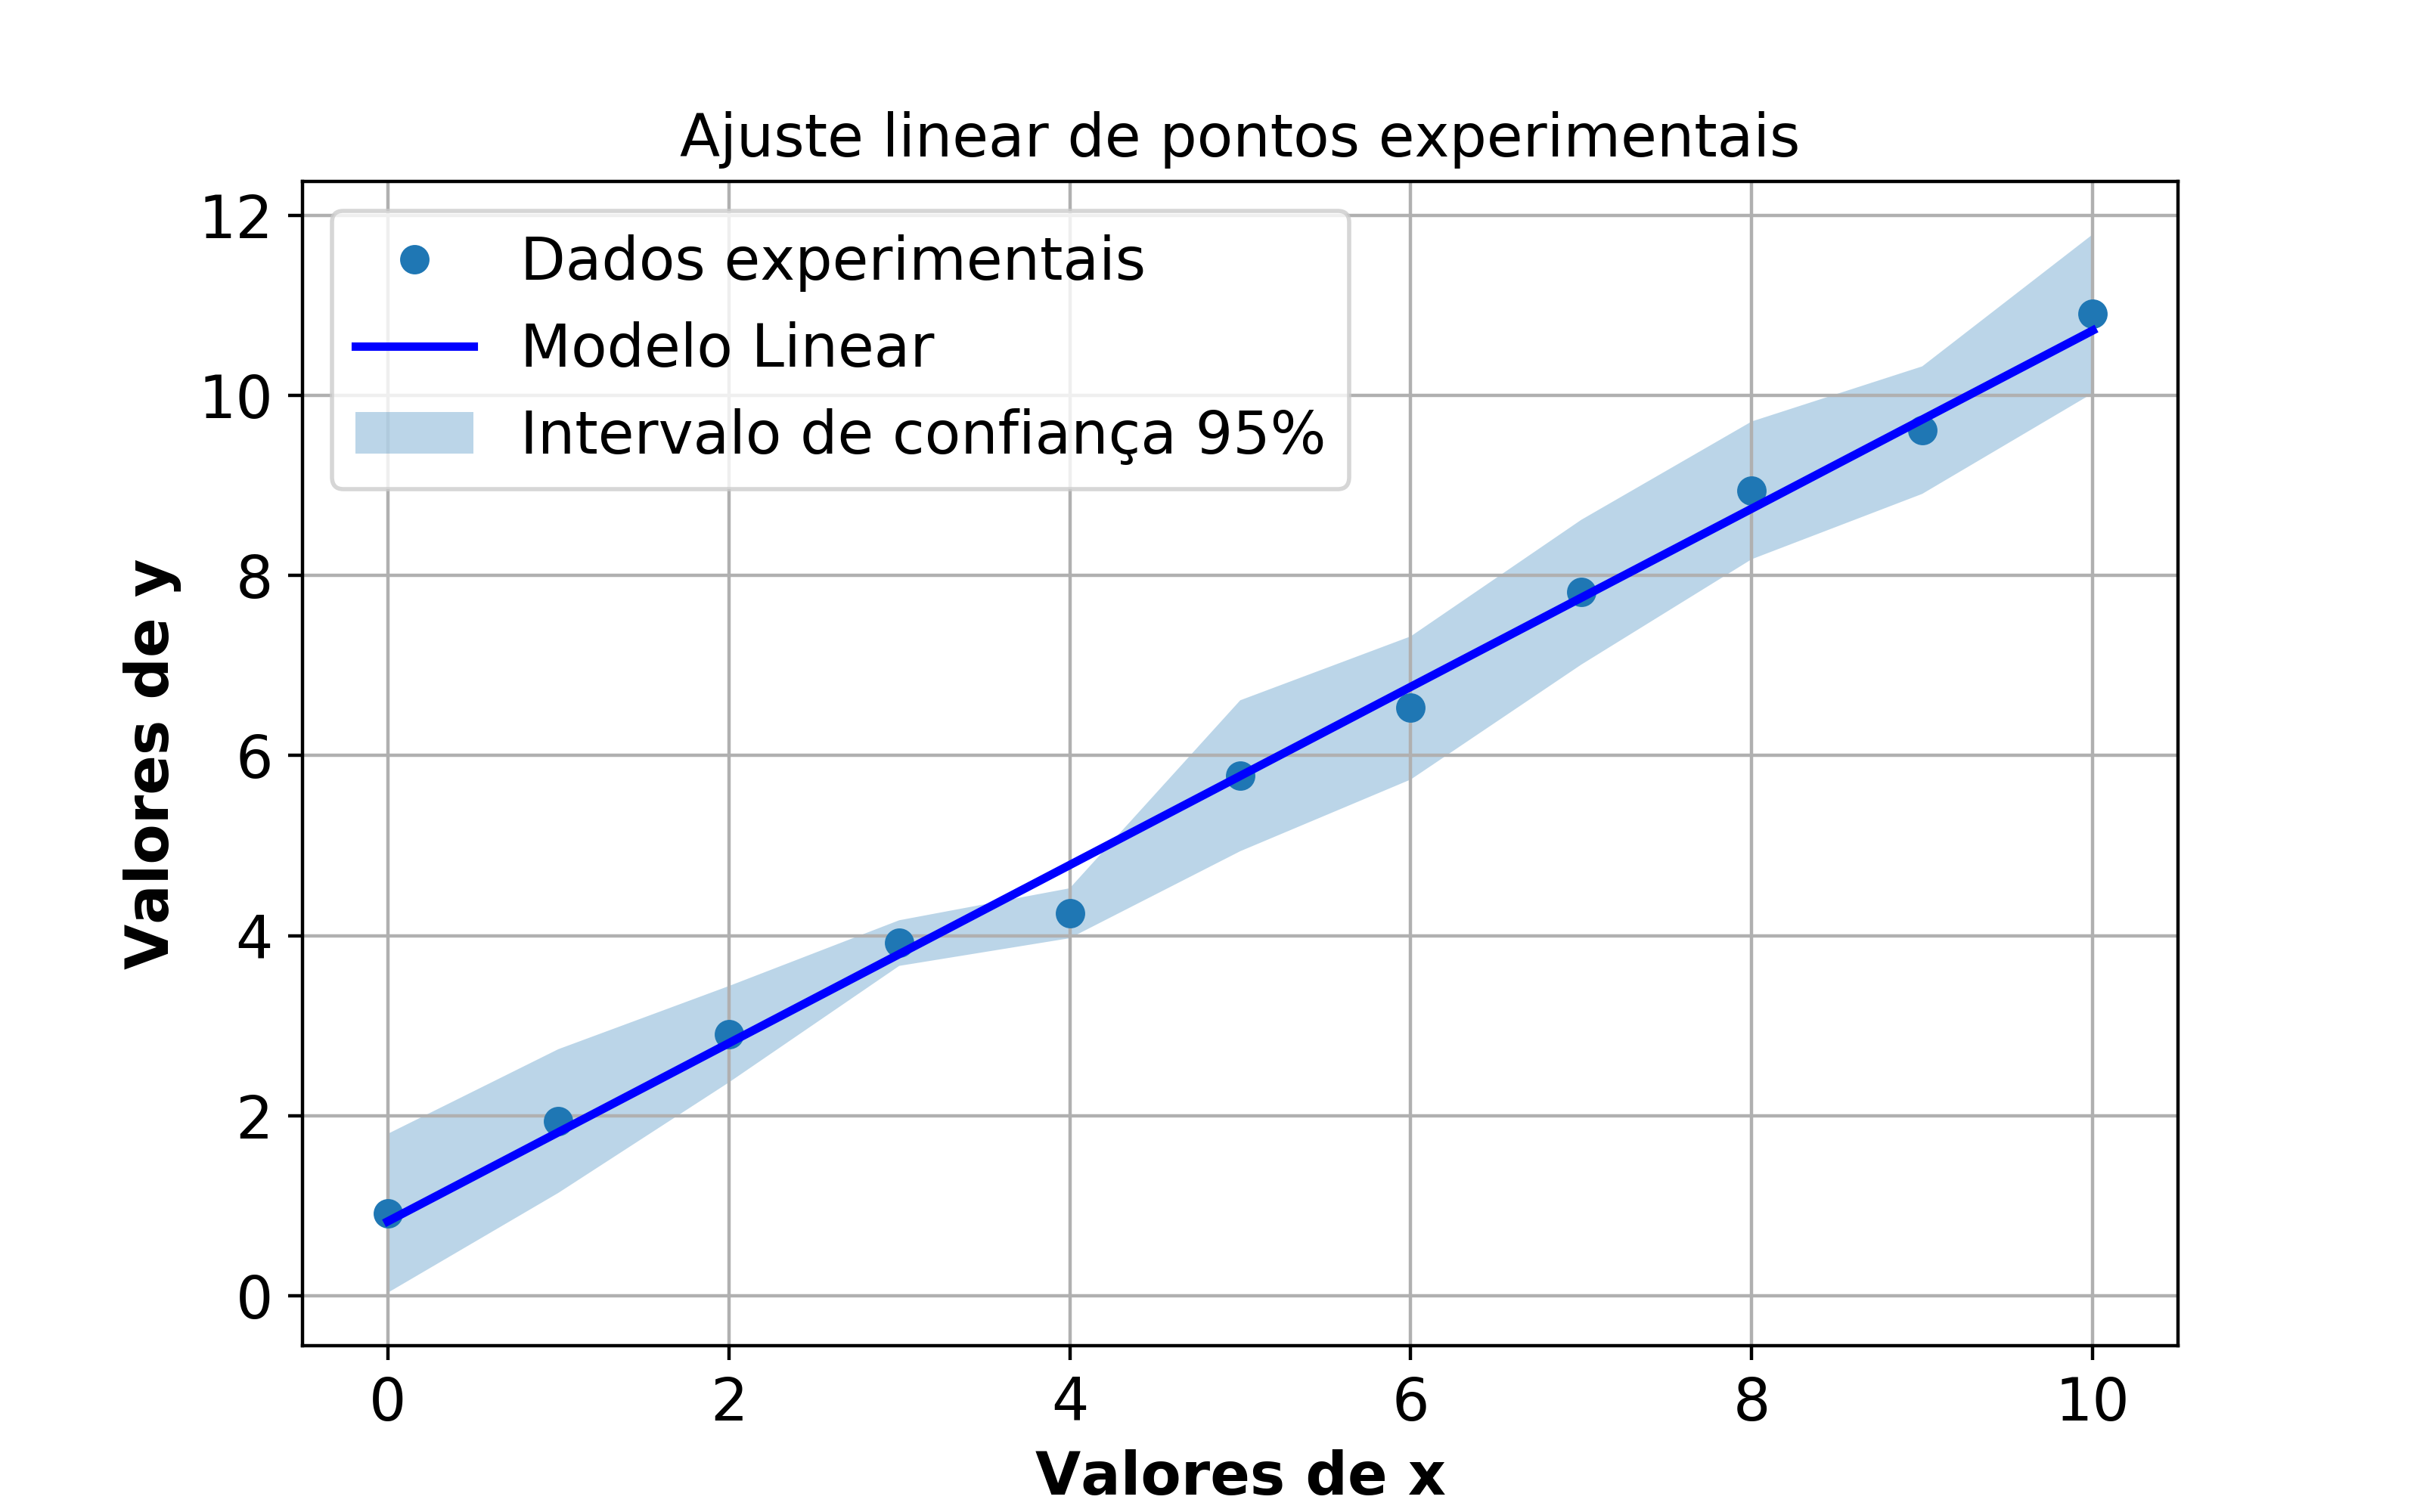 Ajuste linear de pontos experimentais
Dados experimentais
Modelo Linear
Intervalo de confiança 95%
Valores de y
12
10
8
6
4
2
0
0 2 4 6 8 10
Valores de x